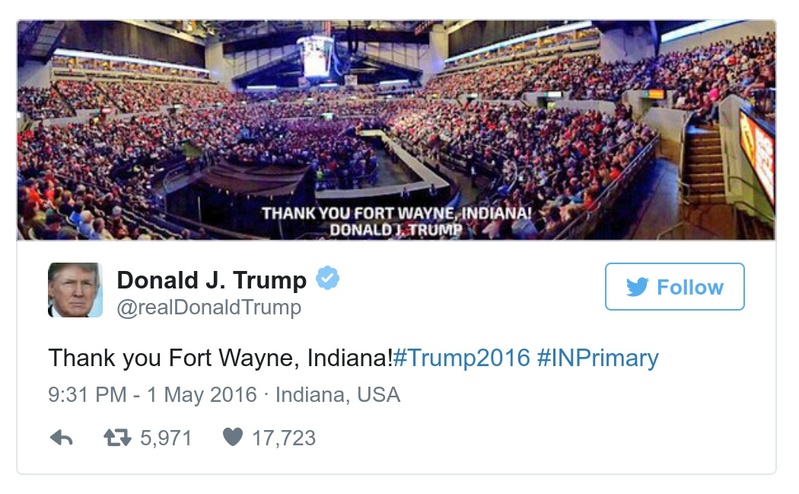 THANK YOU FORT WAYNE, INDIANA!
DONALD J. TRUMP
Donald J. Trump
@realDonaldTrump
Follow
Thank you Fort Wayne, Indiana!#Trump2016 #INPrimary
9:31 PM - 1 May 2016 · Indiana, USA
5,971 17,723